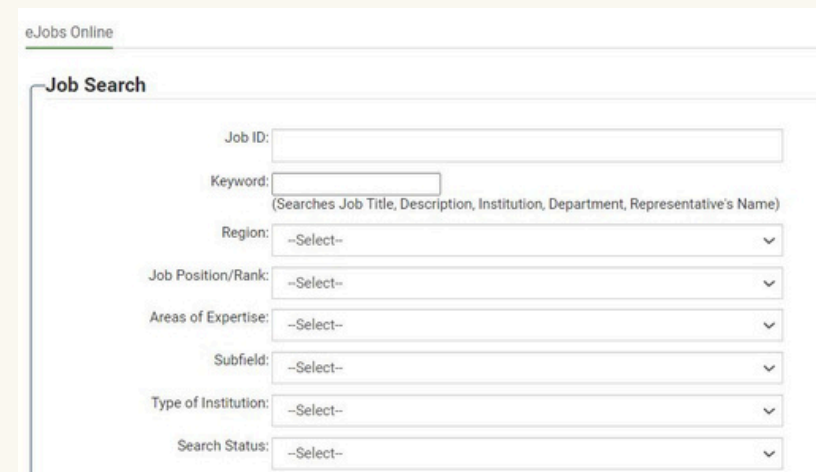 eJobs Online
Job Search
Job ID:
Keyword:
(Searches Job Title, Description, Institution, Department, Representative's Name)
Region: --Select--
Job Position/Rank: --Select--
Areas of Expertise: --Select--
Subfield: --Select--
Type of Institution: --Select--
Search Status: --Select--